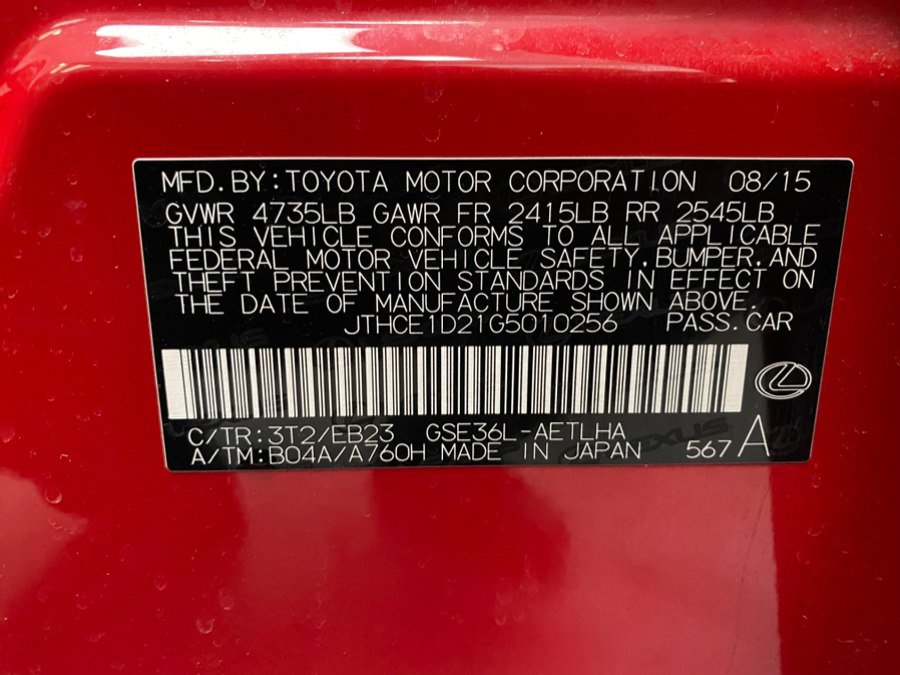 MFD.BY:TOYOTA MOTOR CORPORATION 08/15
GVWR 4735LB GAWR FR 2415LB RR 2545LB
THIS VEHICLE CONFORMS TO ALL APPLICABLE
FEDERAL MOTOR VEHICLE SAFETY,BUMPER,AND
THEFT PREVENTION STANDARDS IN EFFECT ON
THE DATE OF MANUFACTURE SHOWN ABOVE.
JTHCE1D21G5010256 PASS.CAR
C/TR:3T2/EB23 GSE36L-AETLHA
A/TM:B04A/A760H MADE IN JAPAN 567A